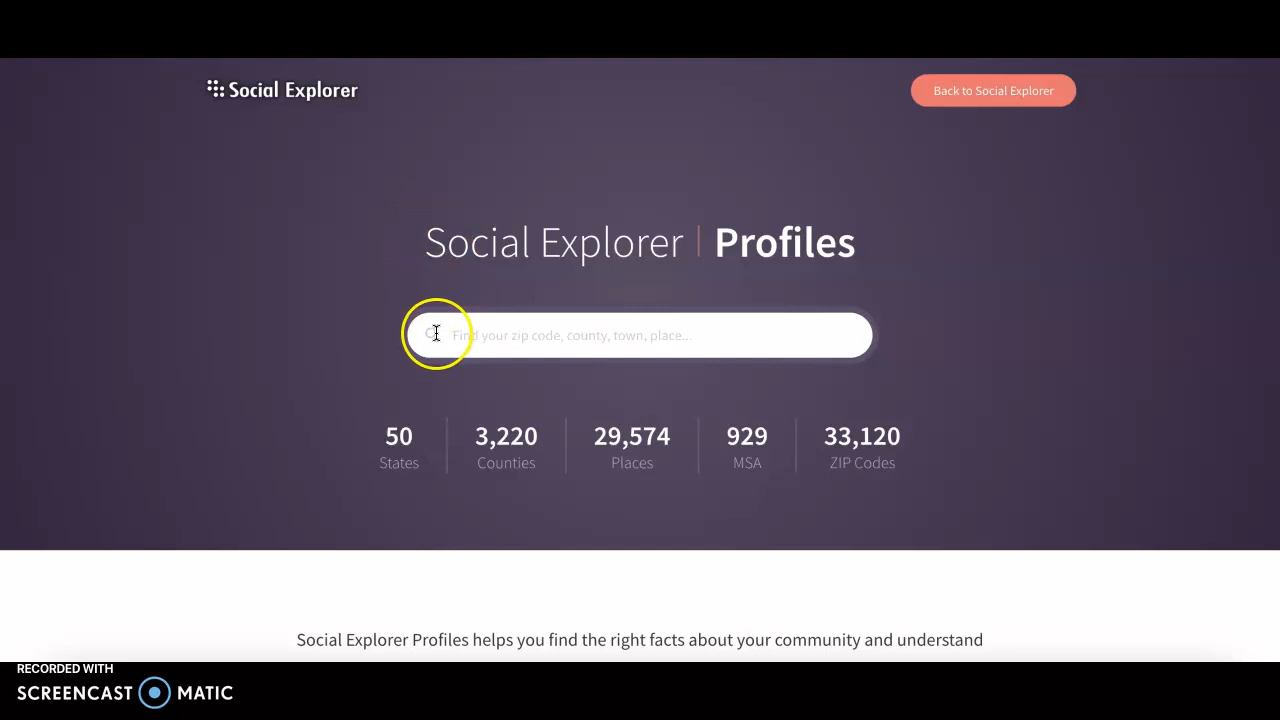 Social Explorer
Back to Social Explorer
Social Explorer | Profiles
Find your zip code, county, town, place...
50 3,220 29,574 929 33,120
States Counties Places MSA ZIP Codes
Social Explorer Profiles helps you find the right facts about your community and understand
RECORDED WITH
SCREENCAST MATIC